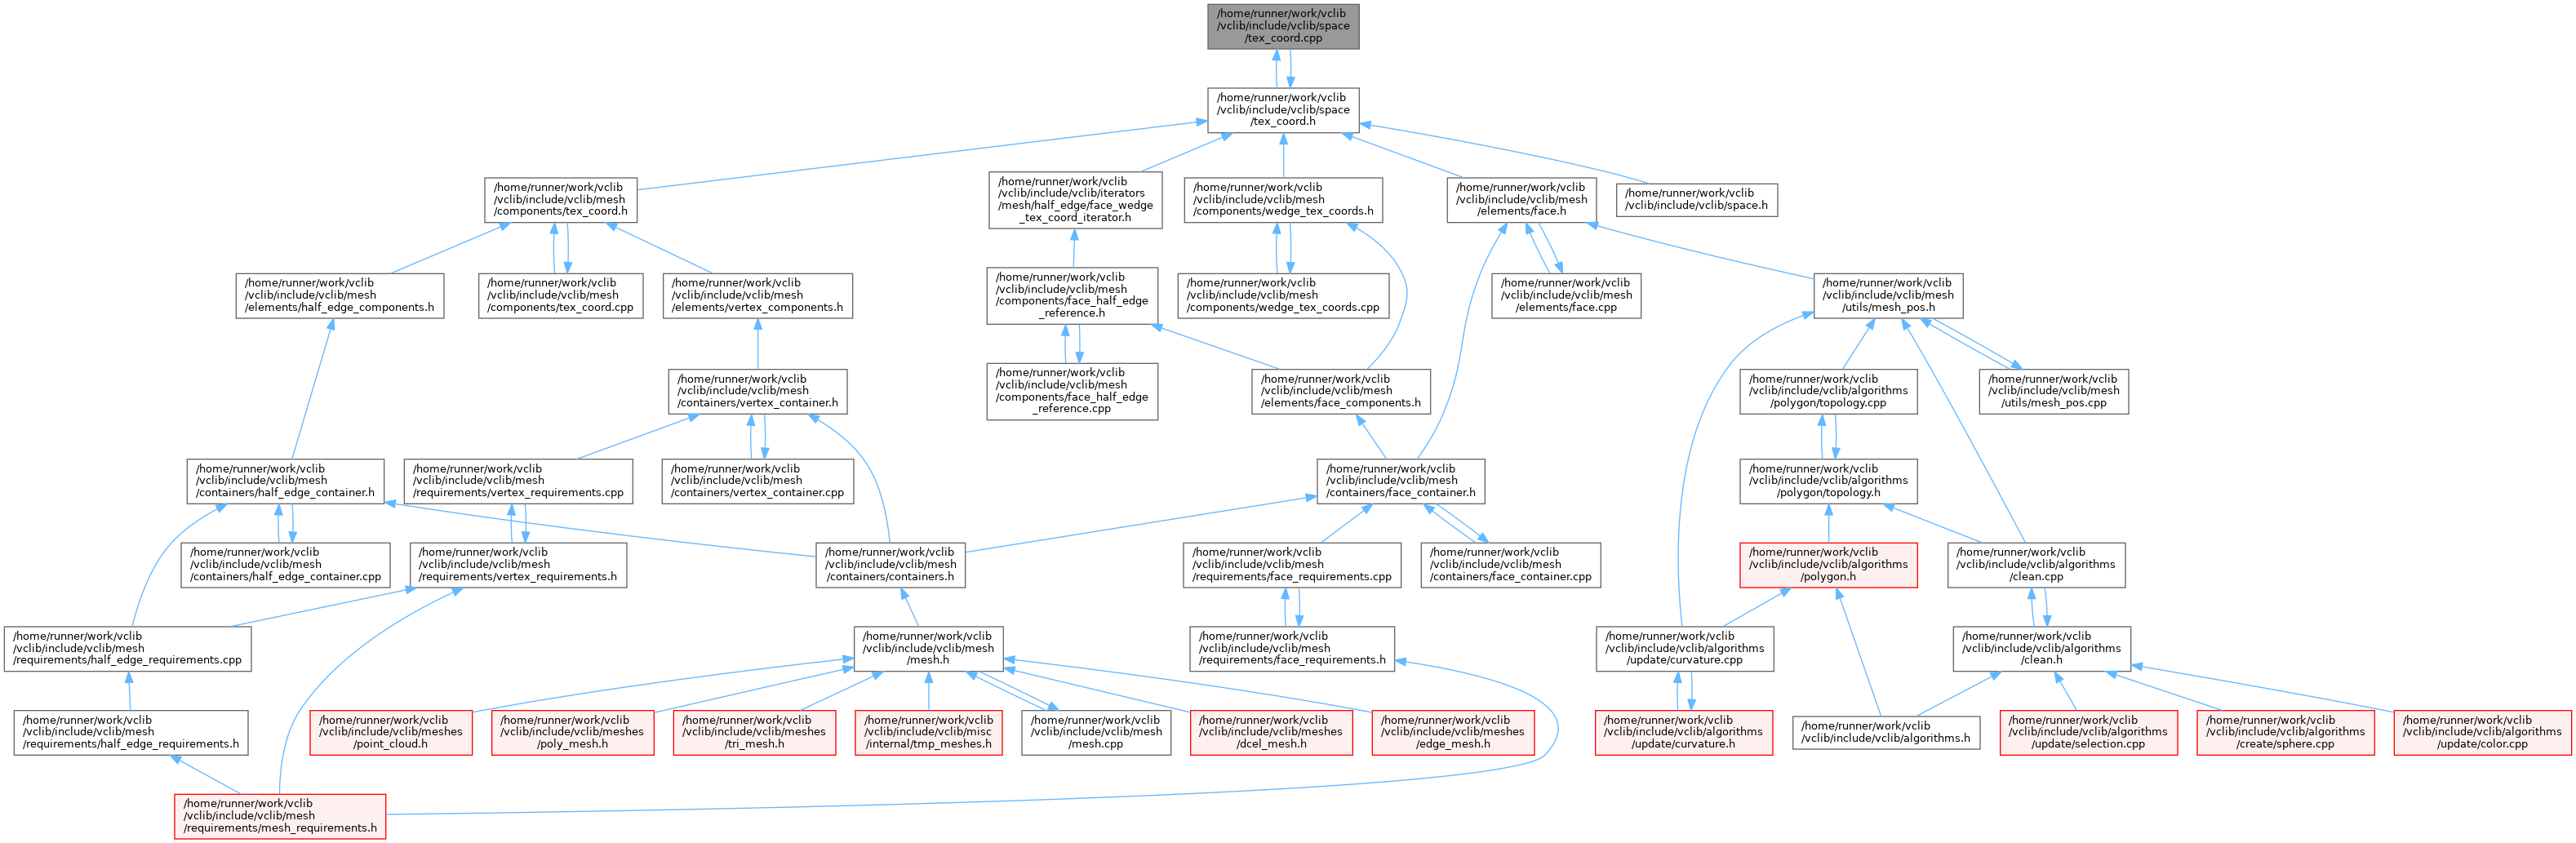 /home/runner/work/vclib
/vclib/include/vclib/space
/tex_coord.cpp
/home/runner/work/vclib
/vclib/include/vclib/space
/tex_coord.h
/home/runner/work/vclib
/vclib/include/vclib/mesh
/components/tex_coord.h
/home/runner/work/vclib
/vclib/include/vclib/iterators
/mesh/half_edge/face_wedge
_tex_coord_iterator.h
/home/runner/work/vclib
/vclib/include/vclib/mesh
/components/wedge_tex_coords.h
/home/runner/work/vclib
/vclib/include/vclib/mesh
/elements/face.h
/home/runner/work/vclib
/vclib/include/vclib/space.h
/home/runner/work/vclib
/vclib/include/vclib/mesh
/elements/half_edge_components.h
/home/runner/work/vclib
/vclib/include/vclib/mesh
/components/tex_coord.cpp
/home/runner/work/vclib
/vclib/include/vclib/mesh
/elements/vertex_components.h
/home/runner/work/vclib
/vclib/include/vclib/mesh
/components/face_half_edge
_reference.h
/home/runner/work/vclib
/vclib/include/vclib/mesh
/components/wedge_tex_coords.cpp
/home/runner/work/vclib
/vclib/include/vclib/mesh
/elements/face.cpp
/home/runner/work/vclib
/vclib/include/vclib/mesh
/utils/mesh_pos.h
/home/runner/work/vclib
/vclib/include/vclib/mesh
/containers/vertex_container.h
/home/runner/work/vclib
/vclib/include/vclib/mesh
/components/face_half_edge
_reference.cpp
/home/runner/work/vclib
/vclib/include/vclib/mesh
/elements/face_components.h
/home/runner/work/vclib
/vclib/include/vclib/algorithms
/polygon/topology.cpp
/home/runner/work/vclib
/vclib/include/vclib/mesh
/utils/mesh_pos.cpp
/home/runner/work/vclib
/vclib/include/vclib/mesh
/containers/half_edge_container.h
/home/runner/work/vclib
/vclib/include/vclib/mesh
/requirements/vertex_requirements.cpp
/home/runner/work/vclib
/vclib/include/vclib/mesh
/containers/vertex_container.cpp
/home/runner/work/vclib
/vclib/include/vclib/mesh
/containers/face_container.h
/home/runner/work/vclib
/vclib/include/vclib/algorithms
/polygon/topology.h
/home/runner/work/vclib
/vclib/include/vclib/mesh
/containers/half_edge_container.cpp
/home/runner/work/vclib
/vclib/include/vclib/mesh
/requirements/vertex_requirements.h
/home/runner/work/vclib
/vclib/include/vclib/mesh
/containers/containers.h
/home/runner/work/vclib
/vclib/include/vclib/mesh
/requirements/face_requirements.cpp
/home/runner/work/vclib
/vclib/include/vclib/mesh
/containers/face_container.cpp
/home/runner/work/vclib
/vclib/include/vclib/algorithms
/polygon.h
/home/runner/work/vclib
/vclib/include/vclib/algorithms
/clean.cpp
/home/runner/work/vclib
/vclib/include/vclib/mesh
/requirements/half_edge_requirements.cpp
/home/runner/work/vclib
/vclib/include/vclib/mesh
/mesh.h
/home/runner/work/vclib
/vclib/include/vclib/mesh
/requirements/face_requirements.h
/home/runner/work/vclib
/vclib/include/vclib/algorithms
/update/curvature.cpp
/home/runner/work/vclib
/vclib/include/vclib/algorithms
/clean.h
/home/runner/work/vclib
/vclib/include/vclib/mesh
/requirements/half_edge_requirements.h
/home/runner/work/vclib
/vclib/include/vclib/meshes
/point_cloud.h
/home/runner/work/vclib
/vclib/include/vclib/meshes
/poly_mesh.h
/home/runner/work/vclib
/vclib/include/vclib/meshes
/tri_mesh.h
/home/runner/work/vclib
/vclib/include/vclib/misc
/internal/tmp_meshes.h
/home/runner/work/vclib
/vclib/include/vclib/mesh
/mesh.cpp
/home/runner/work/vclib
/vclib/include/vclib/meshes
/dcel_mesh.h
/home/runner/work/vclib
/vclib/include/vclib/meshes
/edge_mesh.h
/home/runner/work/vclib
/vclib/include/vclib/algorithms
/update/curvature.h
/home/runner/work/vclib
/vclib/include/vclib/algorithms.h
/home/runner/work/vclib
/vclib/include/vclib/algorithms
/update/selection.cpp
/home/runner/work/vclib
/vclib/include/vclib/algorithms
/create/sphere.cpp
/home/runner/work/vclib
/vclib/include/vclib/algorithms
/update/color.cpp
/home/runner/work/vclib
/vclib/include/vclib/mesh
/requirements/mesh_requirements.h